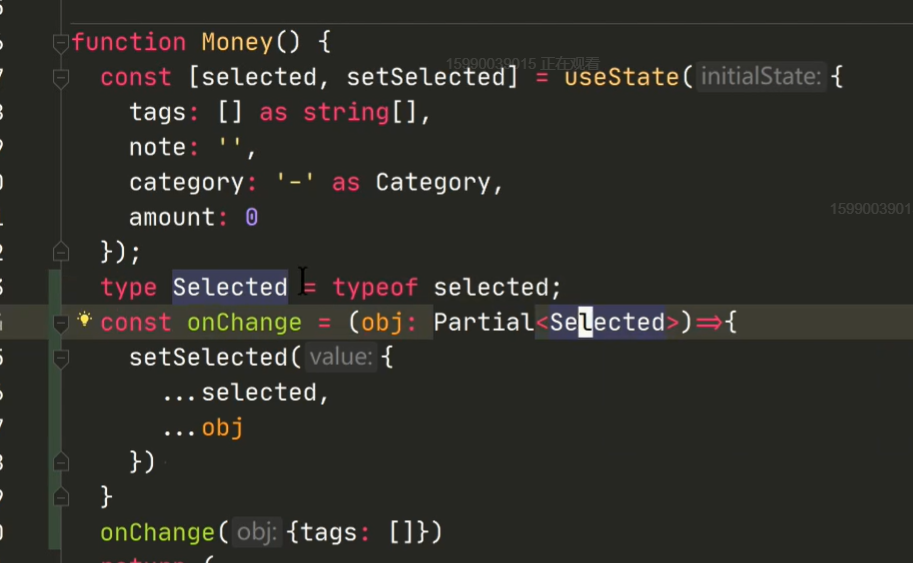 function Money() {
15990039015 正在观看
const [selected, setSelected] = useState( initialState: {
tags: [] as string[],
note: '',
category: '-' as Category,
1599003901
amount: 0
});
type Selected = typeof selected;
const onChange = (obj: Partial<Selected>)=>{
setSelected( value: {
...selected,
...obj
})
}
onChange( obj: {tags: []})
return (